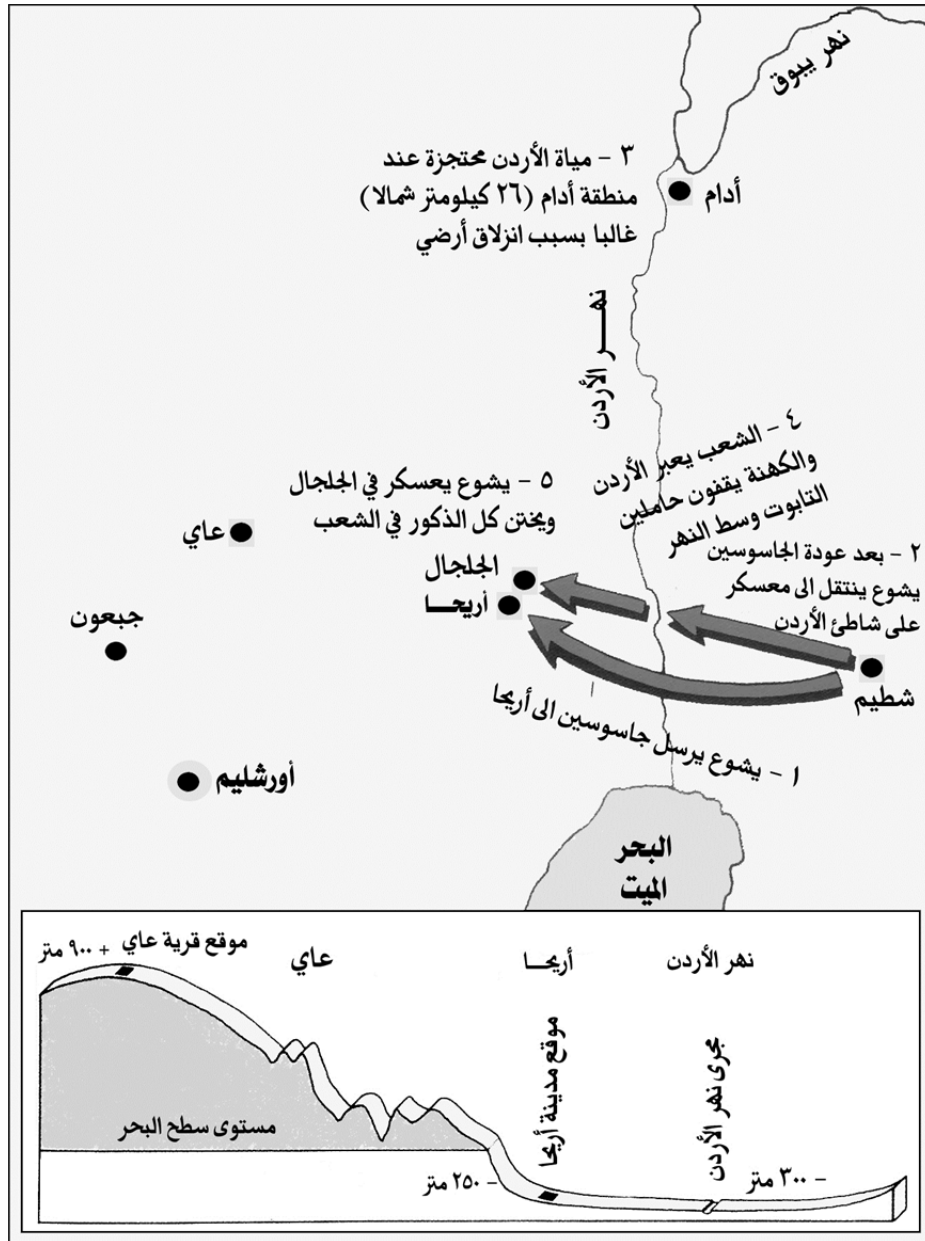 نهر يبوق
٣ - مياة الأردن محتجزة عند
منطقة أدام (٢٦ كيلومتر شمالا)
غالبا بسبب انزلاق أرضي
أدام
نهـــر الأردن
٤ - الشعب يعبر الأردن
والكهنة يقفون حاملين
التابوت وسط النهر
٥ - يشوع يعسكر في الجلجال
ويختن كل الذكور في الشعب
عاي
الجلجال
أريحــا
جبعون
٢ - بعد عودة الجاسوسين
يشوع ينتقل الى معسكر
على شاطئ الأردن
شطيم
١ - يشوع يرسل جاسوسين الى أريحا
أورشليم
البحر
الميت
نهر الأردن
أريحــا
عاي
موقع قرية عاي
+ ٩٠٠ متر
موقع مدينة أريحا
مجرى نهر الأردن
مستوى سطح البحر
- ٢٥٠ متر
- ٣٠٠ متر